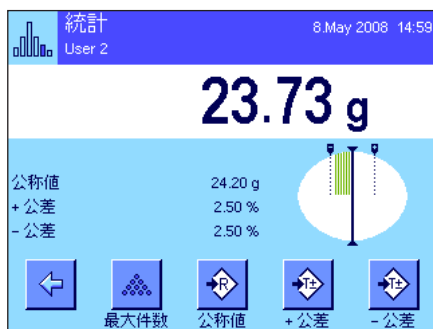 統計
8.May 2008 14:59
User 2
23.73 g
公称値 24.20 g
+ 公差 2.50 %
− 公差 2.50 %
R T± T±
最大件数 公称値 + 公差 − 公差